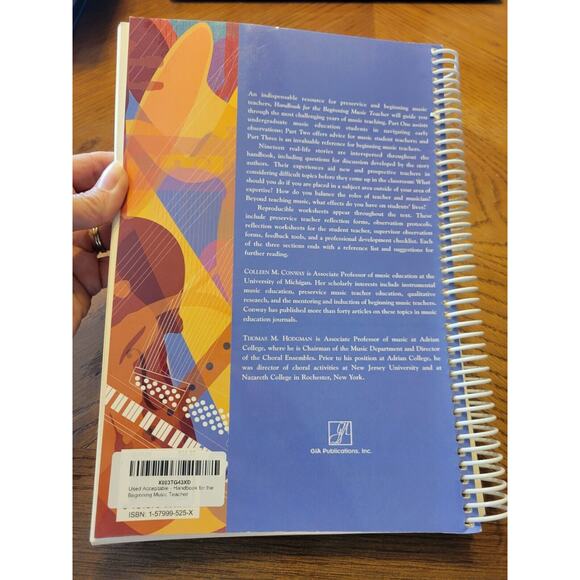 An indispensable resource for preservice and beginning music
teachers, Handbook for the Beginning Music Teacher will guide you
through the most challenging years of music teaching. Part One assists
undergraduate music education students in navigating early
observations; Part Two offers advice for music student teachers; and
Part Three is an invaluable reference for beginning music teachers.
Nineteen real-life stories are interspersed throughout the
handbook, including questions for discussion developed by the story
authors. Their experiences aid new and prospective teachers in
considering difficult topics before they come up in the classroom: What
should you do if you are placed in a subject area outside of your area of
expertise? How do you balance the roles of teacher and musician?
Beyond teaching music, what effects do you have on students' lives?
Reproducible worksheets appear throughout the text. These
include preservice teacher reflection forms, observation protocols,
reflection worksheets for the student teacher, supervisor observation
forms, feedback tools, and a professional development checklist. Each
of the three sections ends with a reference list and suggestions for
further reading.
COLLEEN M. CONWAY is Associate Professor of music education at the
University of Michigan. Her scholarly interests include instrumental
music education, preservice music teacher education, qualitative
research, and the mentoring and induction of beginning music teachers.
Conway has published more than forty articles on these topics in music
education journals.
THOMAS M. HODGMAN is Associate Professor of music at Adrian
College, where he is Chairman of the Music Department and Director
of the Choral Ensembles. Prior to his position at Adrian College, he
was director of choral activities at New Jersey University and at
Nazareth College in Rochester, New York.
GIA Publications, Inc.
X003TG43XD
Used Acceptable - Handbook for the
Beginning Music Teacher
ISBN: 1-57999-525-X